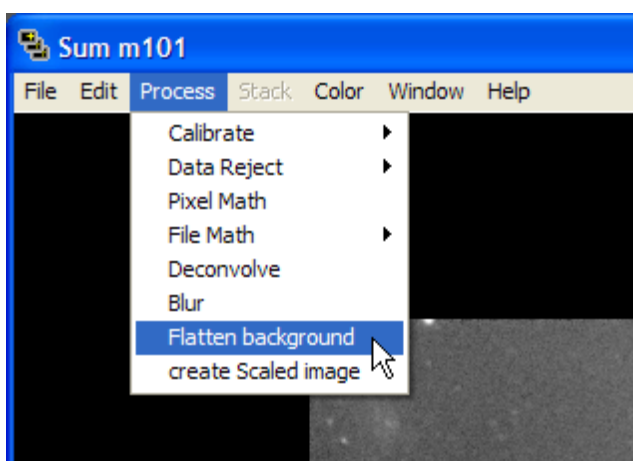 Sum m101
File Edit Process Stack Color Window Help
Calibrate
Data Reject
Pixel Math
File Math
Deconvolve
Blur
Flatten background
create Scaled image